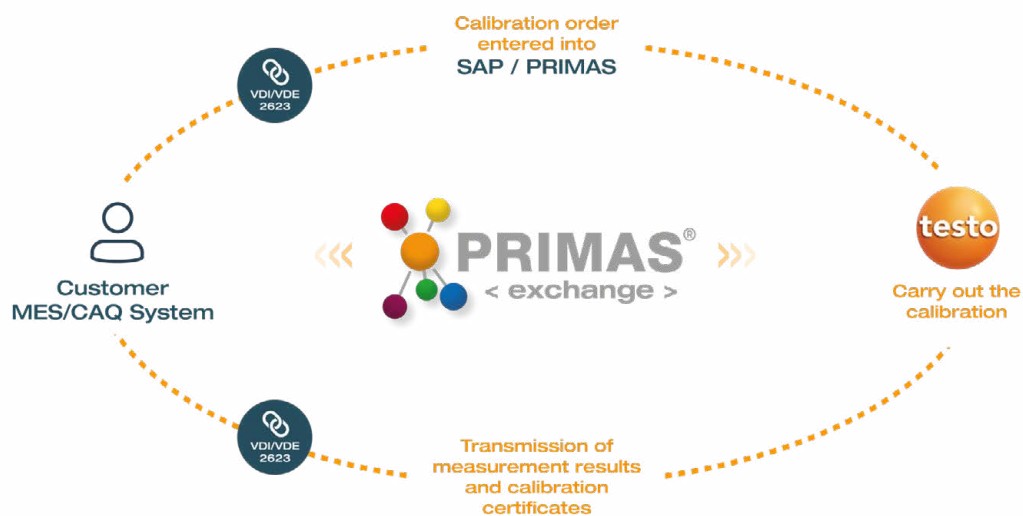 Calibration order
entered into
SAP / PRIMAS
VDI/VDE
2623
testo
Customer
MES/CAQ System
PRIMAS®
< exchange >
Carry out the
calibration
VDI/VDE
2623
Transmission of
measurement results
and calibration
certificates